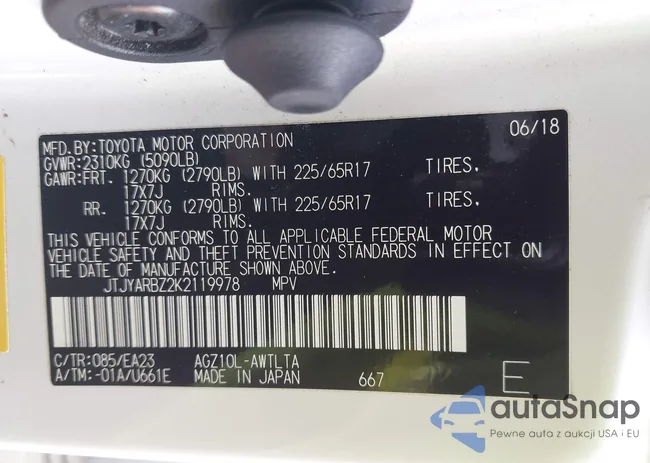 MFD.BY:TOYOTA MOTOR CORPORATION 06/18
GVWR:2310KG (5090LB)
GAWR:FRT. 1270KG (2790LB) WITH 225/65R17 TIRES,
17X7J RIMS.
RR. 1270KG (2790LB) WITH 225/65R17 TIRES,
17X7J RIMS.
THIS VEHICLE CONFORMS TO ALL APPLICABLE FEDERAL MOTOR
VEHICLE SAFETY AND THEFT PREVENTION STANDARDS IN EFFECT ON
THE DATE OF MANUFACTURE SHOWN ABOVE.
JTJYARBZ2K2119978 MPV
C/TR:085/EA23 AGZ10L-AWTLTA
A/TM:-01A/U661E MADE IN JAPAN 667 E
autaSnap
Pewne auta z aukcji USA i EU